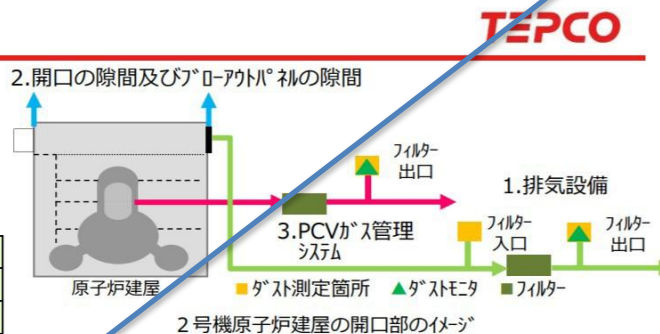 TEPCO
2.開口の隙間及びﾌﾞﾛｰｱｳﾄﾊﾟﾈﾙの隙間
ﾌｨﾙﾀｰ
出口
1.排気設備
3.PCVｶﾞｽ管理
ｼｽﾃﾑ
ﾌｨﾙﾀｰ
入口
ﾌｨﾙﾀｰ
出口
原子炉建屋
ﾀﾞｽﾄ測定箇所 ﾀﾞｽﾄﾓﾆﾀ ﾌｨﾙﾀｰ
2号機原子炉建屋の開口部のｲﾒｰｼﾞ